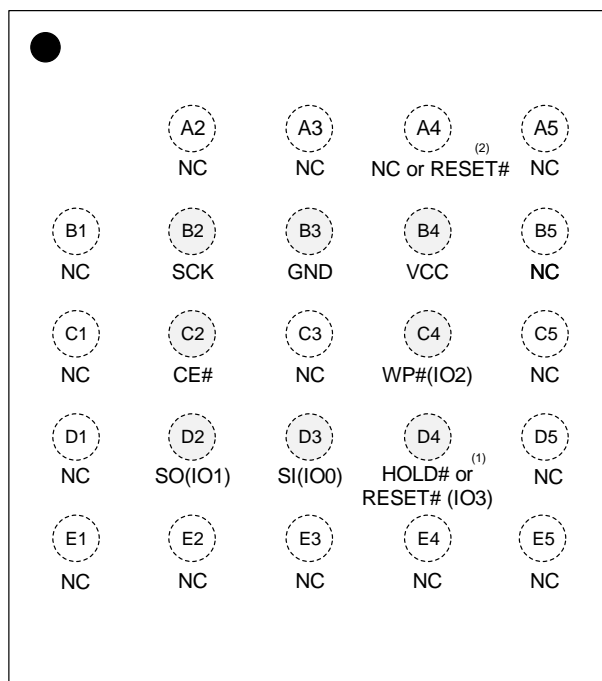 A2 A3 A4 A5
(2)
NC NC NC or RESET# NC
B1 B2 B3 B4 B5
NC SCK GND VCC NC
C1 C2 C3 C4 C5
NC CE# NC WP#(IO2) NC
D1 D2 D3 D4 D5
(1)
NC SO(IO1) SI(IO0) HOLD# or NC
RESET# (IO3)
E1 E2 E3 E4 E5
NC NC NC NC NC